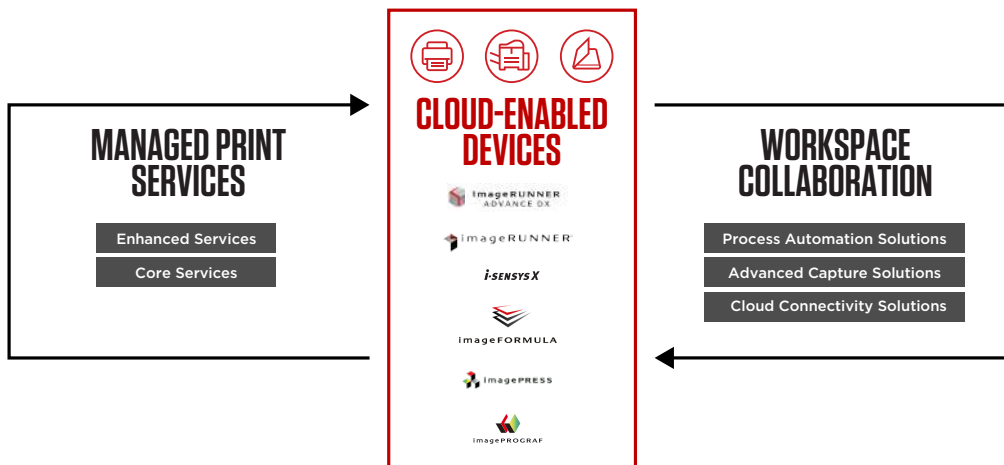 MANAGED PRINT
SERVICES
Enhanced Services
Core Services
CLOUD-ENABLED
DEVICES
imageRUNNER
ADVANCE DX
imageRUNNER
i-SENSYS X
imageFORMULA
imagePRESS
imagePROGRAF
WORKSPACE
COLLABORATION
Process Automation Solutions
Advanced Capture Solutions
Cloud Connectivity Solutions